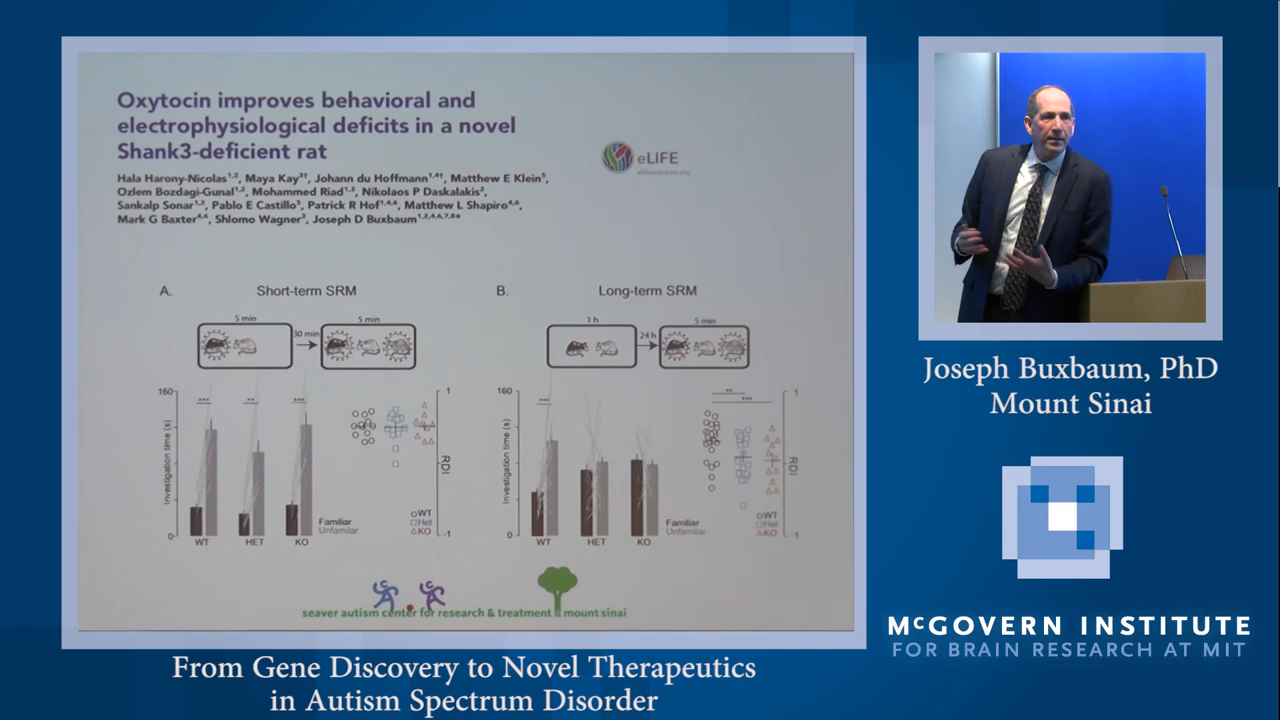 Oxytocin improves behavioral and
electrophysiological deficits in a novel
Shank3-deficient rat
Hala Harony-Nicolas¹,², Maya Kay³†, Johann du Hoffmann¹,⁴†, Matthew E Klein⁵,
Ozlem Bozdagi-Gunal¹,², Mohammed Riad¹,², Nikolaos P Daskalakis²,
Sankalp Sonar¹,², Pablo E Castillo⁵, Patrick R Hof¹,⁴,⁶, Matthew L Shapiro⁴,⁶,
Mark G Baxter⁴,⁶, Shlomo Wagner³, Joseph D Buxbaum¹,²,⁴,⁶,⁷,⁸*
eLIFE
elifesciences.org
A. Short-term SRM
5 min
30 min
5 min
160
Investigation time (s)
0
*** ** ***
WT HET KO
Familiar
Unfamilar
1
RDI
-1
WT
Het
KO
B. Long-term SRM
1 h
24 h
5 min
160
Investigation time (s)
0
***
WT HET KO
Familiar
Unfamilar
**
***
1
RDI
-1
WT
Het
KO
seaver autism center for research & treatment mount sinai
Joseph Buxbaum, PhD
Mount Sinai
McGOVERN INSTITUTE
FOR BRAIN RESEARCH AT MIT
From Gene Discovery to Novel Therapeutics
in Autism Spectrum Disorder